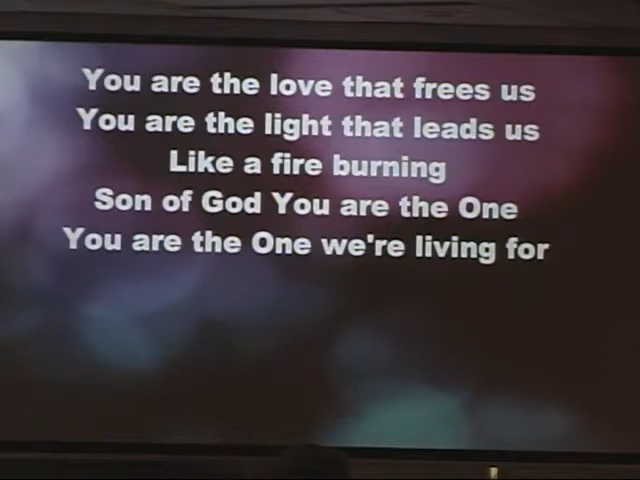 You are the love that frees us
You are the light that leads us
Like a fire burning
Son of God You are the One
You are the One we're living for